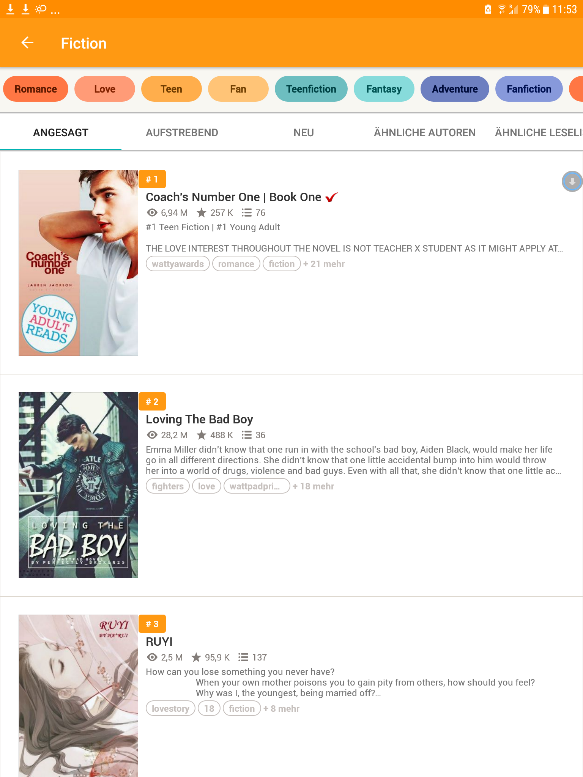 ... 79% 11:53
Fiction
Romance Love Teen Fan Teenfiction Fantasy Adventure Fanfiction
ANGESAGT AUFSTREBEND NEU ÄHNLICHE AUTOREN ÄHNLICHE LESELI
# 1
Coach's Number One | Book One
6,94 M 257 K 76
#1 Teen Fiction | #1 Young Adult
THE LOVE INTEREST THROUGHOUT THE NOVEL IS NOT TEACHER X STUDENT AS IT MIGHT APPLY AT...
wattyawards romance fiction + 21 mehr
Coach's
number
one
LAUREN JACKSON
YOUNG
ADULT
READS
# 2
Loving The Bad Boy
28,2 M 488 K 36
Emma Miller didn't know that one run in with the school's bad boy, Aiden Black, would make her life
go in all different directions. She didn't know that one little accidental bump into him would throw
her into a world of drugs, violence and bad guys. Even with all that, she didn't know that one little ac...
fighters love wattpadpri... + 18 mehr
LOVING THE
BAD BOY
# 3
RUYI
2,5 M 95,9 K 137
How can you lose something you never have?
When your own mother poisons you to gain pity from others, how should you feel?
Why was I, the youngest, being married off?...
lovestory 18 fiction + 8 mehr
RUYI